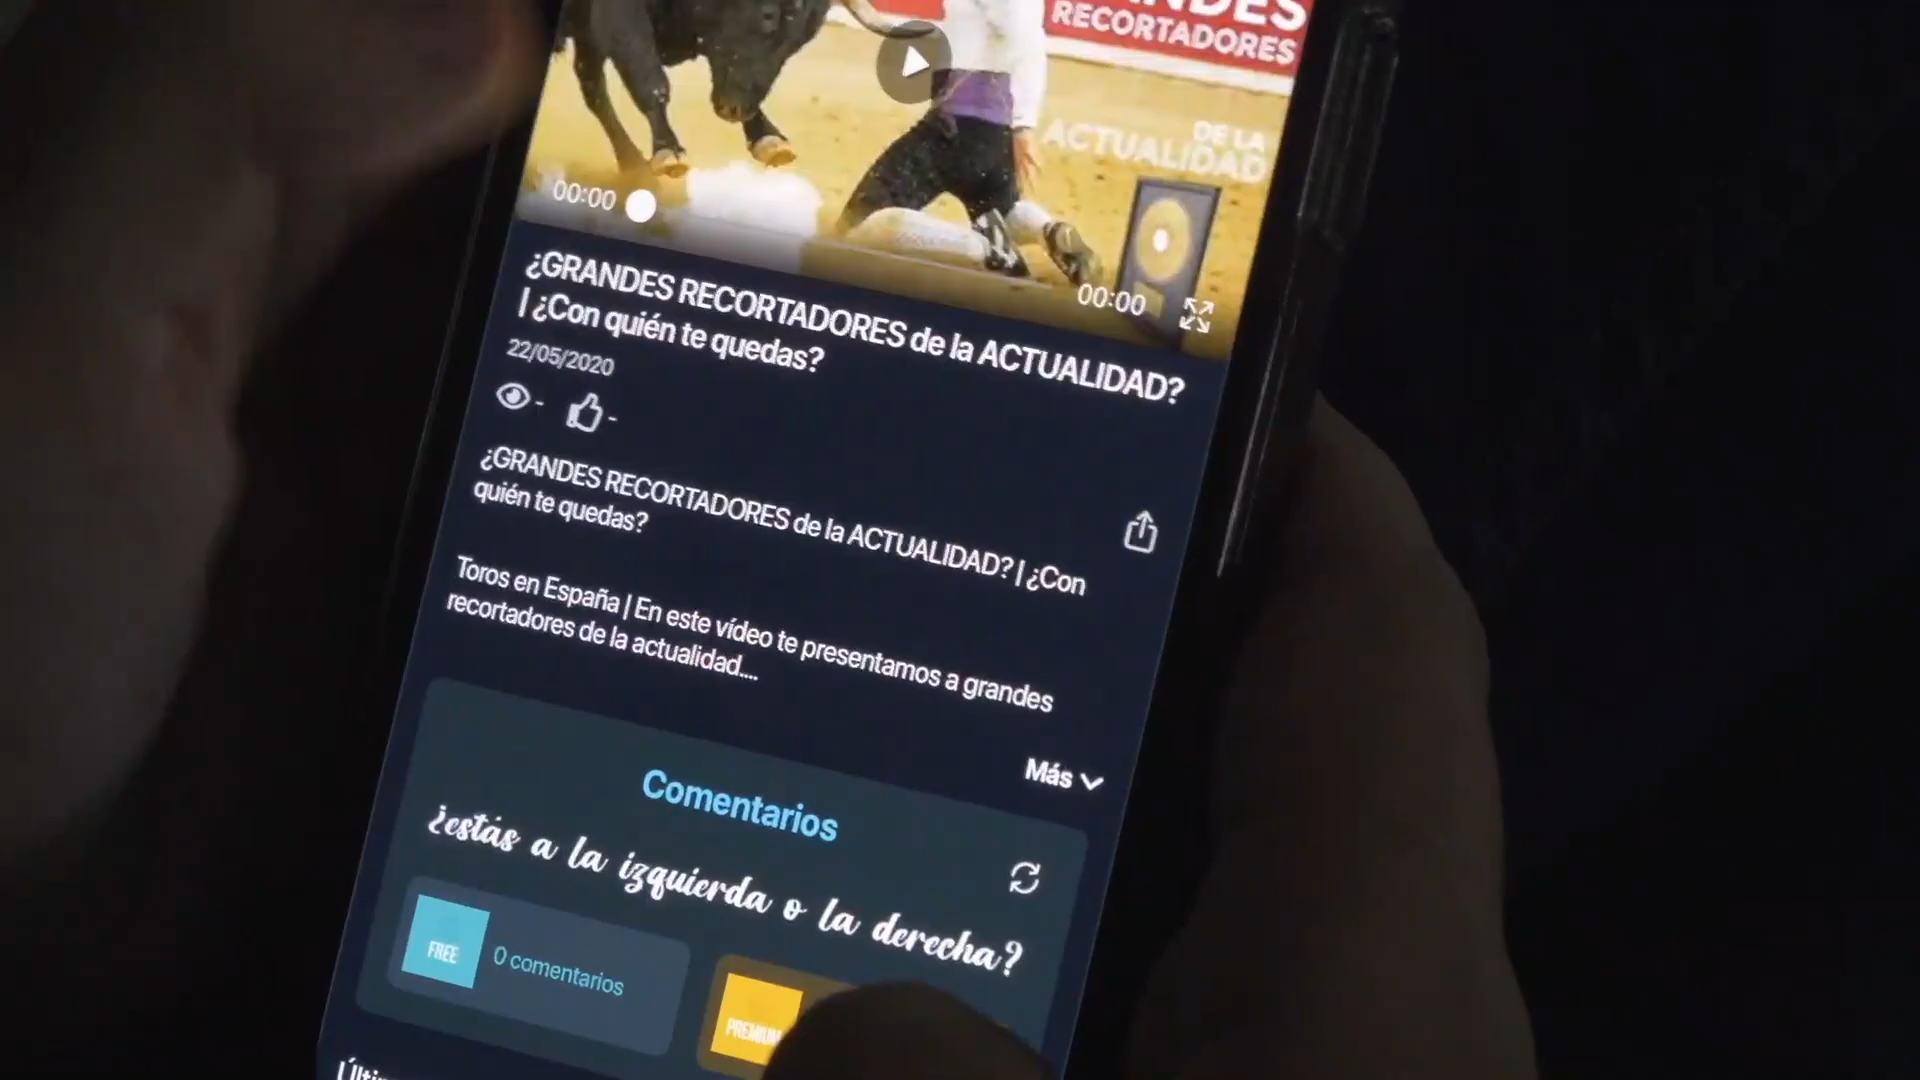 RECORTADORES
DE LA
ACTUALIDAD
00:00
00:00
¿GRANDES RECORTADORES de la ACTUALIDAD?
| ¿Con quién te quedas?
22/05/2020
-
-
¿GRANDES RECORTADORES de la ACTUALIDAD? | ¿Con
quién te quedas?
Toros en España | En este vídeo te presentamos a grandes
recortadores de la actualidad....
Más
Comentarios
¿estás a la izquierda o la derecha?
FREE
0 comentarios
PREMIUM